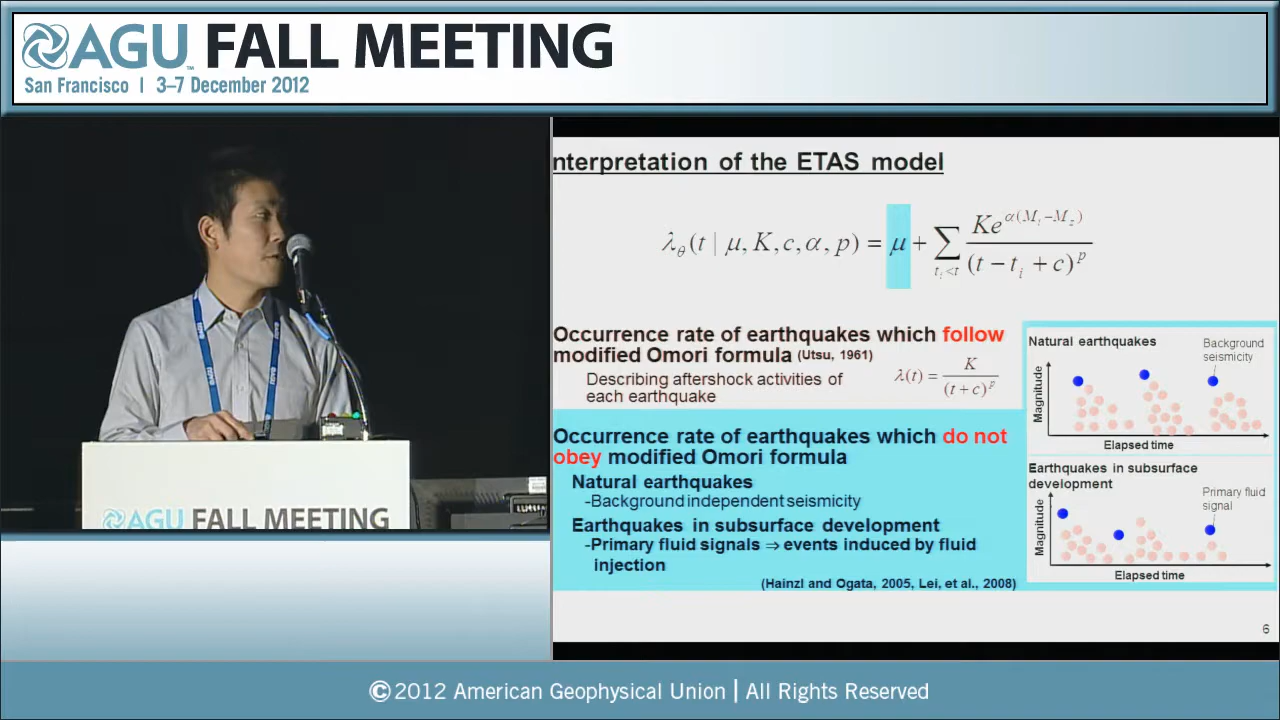 AGU FALL MEETING
San Francisco | 3–7 December 2012
nterpretation of the ETAS model
λθ(t | μ, K, c, α, p) = μ + ∑ti<t Ke^α(Mi−Mz) / (t − ti + c)^p
Occurrence rate of earthquakes which follow
modified Omori formula (Utsu, 1961)
Describing aftershock activities of
each earthquake
λ(t) = K / (t + c)^p
Occurrence rate of earthquakes which do not
obey modified Omori formula
Natural earthquakes
-Background independent seismicity
Earthquakes in subsurface development
-Primary fluid signals ⇒ events induced by fluid
injection
(Hainzl and Ogata, 2005, Lei, et al., 2008)
Natural earthquakes
Background
seismicity
Magnitude
Elapsed time
Earthquakes in subsurface
development
Primary fluid
signal
Magnitude
Elapsed time
6
AGU FALL MEETING
©2012 American Geophysical Union | All Rights Reserved